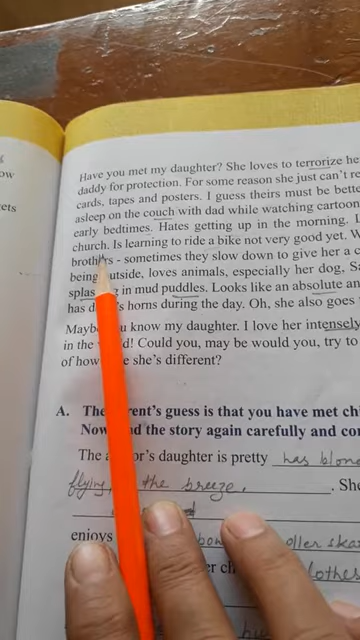 ow
ets
Have you met my daughter? She loves to terrorize he
daddy for protection. For some reason she just can't re
cards, tapes and posters. I guess theirs must be bette
asleep on the couch with dad while watching cartoon
early bedtimes. Hates getting up in the morning. L
church. Is learning to ride a bike not very good yet. W
brothers - sometimes they slow down to give her a c
being outside, loves animals, especially her dog, Sa
splas in mud puddles. Looks like an absolute an
has d 's horns during the day. Oh, she also goes
Maybe you know my daughter. I love her intensely
in the d! Could you, may be would you, try to
of how she's different?
A. The parent's guess is that you have met ch
Now the story again carefully and co
The a or's daughter is pretty has blon
flying the breeze. . She
enjoys bow oller ska
er ch other